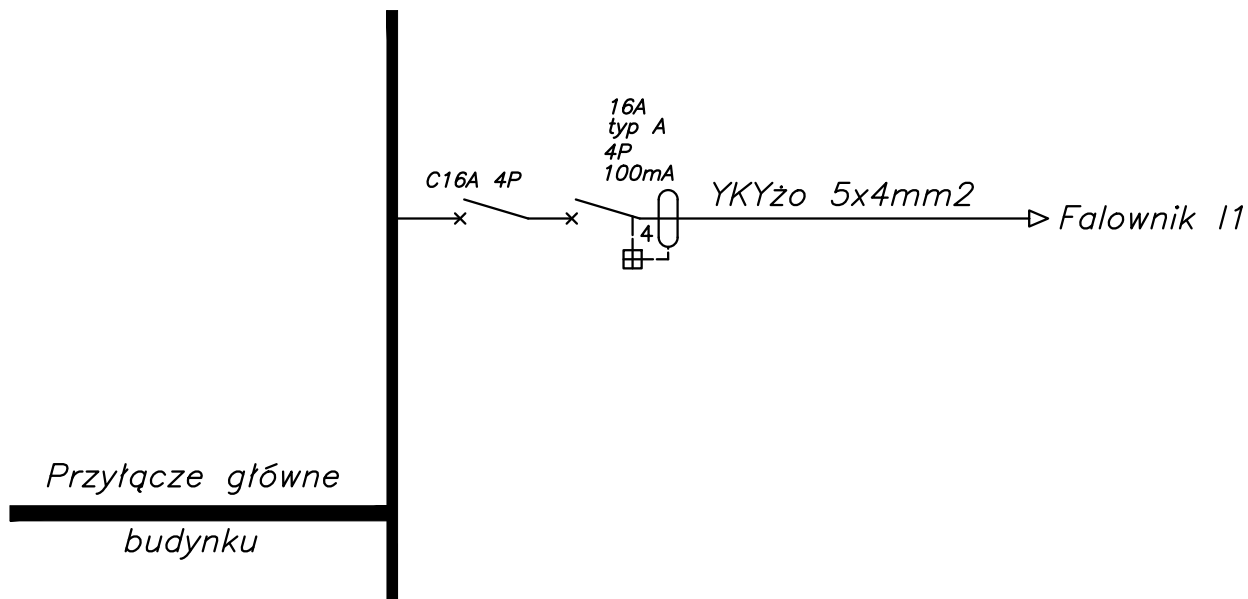 16A
typ A
4P
100mA
C16A 4P
YKYżo 5x4mm2
4
Falownik I1
Przyłącze główne
budynku